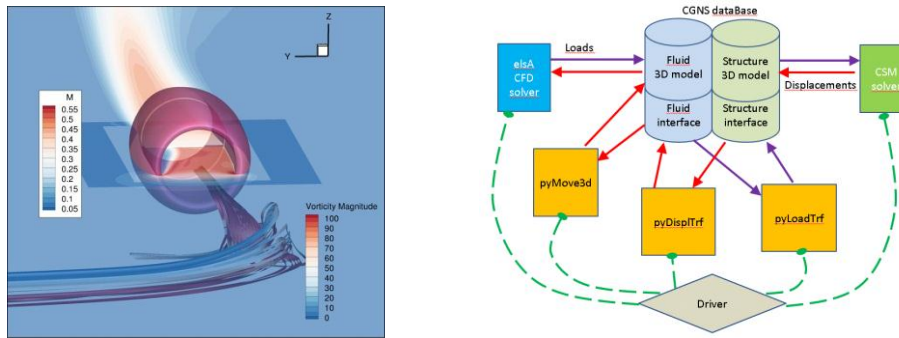 Z
Y
M
0.55
0.5
0.45
0.4
0.35
0.3
0.25
0.2
0.15
0.1
0.05
Vorticity Magnitude
100
90
80
70
60
50
40
30
20
10
0
CGNS dataBase
elsA
CFD
solver
Loads
Fluid
3D model
Fluid
interface
Structure
3D model
Structure
interface
Displacements
CSM
solver
pyMove3d
pyDisplTrf
pyLoadTrf
Driver